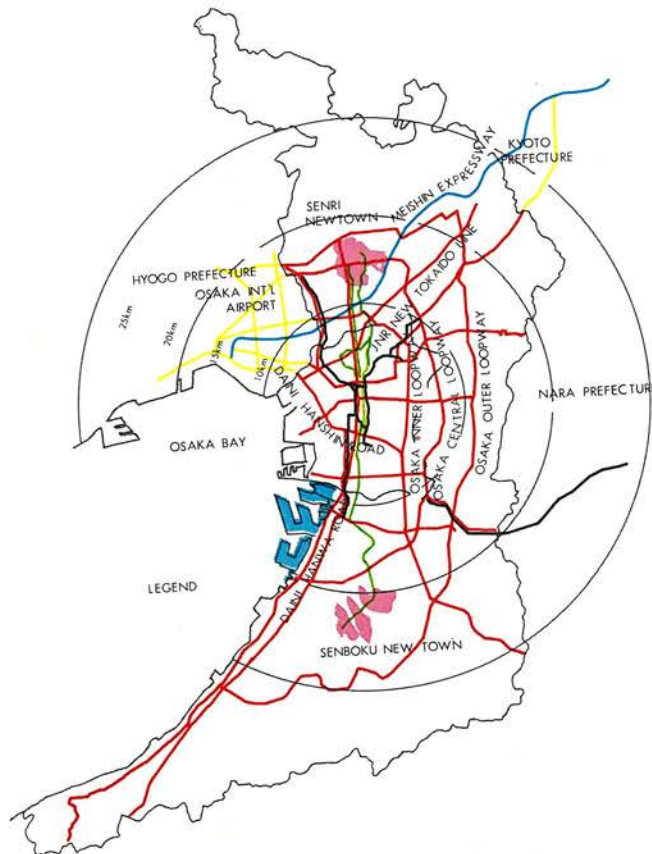 KYOTO
PREFECTURE
MEISHIN EXPRESSWAY
SENRI
NEWTOWN
JNR NEW TOKAIDO LINE
HYOGO PREFECTURE
OSAKA INT'L
AIRPORT
25km
20km
15km
10km
DAINI HANSHIN ROAD
OSAKA INNER LOOPWAY
OSAKA CENTRAL LOOPWAY
OSAKA OUTER LOOPWAY
NARA PREFECTUR
OSAKA BAY
DAINI HANWA ROAD
LEGEND
SENBOKU NEW TOWN